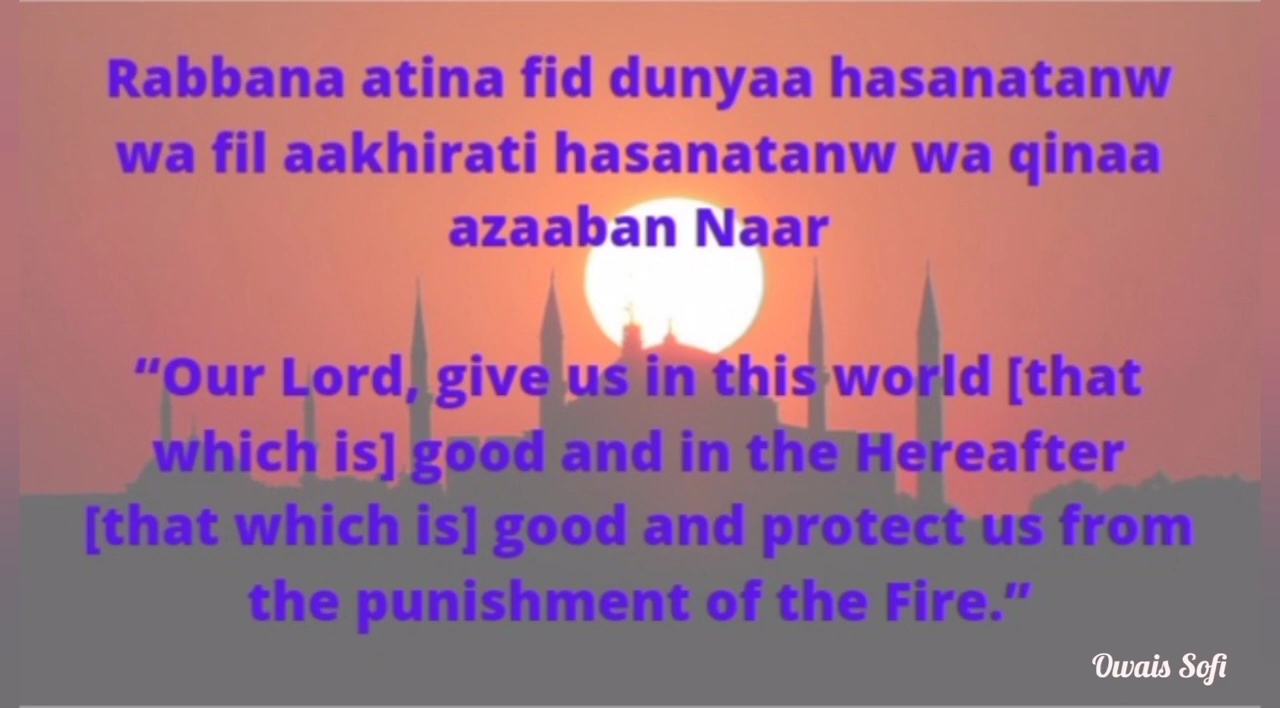 Rabbana atina fid dunyaa hasanatanw
wa fil aakhirati hasanatanw wa qinaa
azaaban Naar
“Our Lord, give us in this world [that
which is] good and in the Hereafter
[that which is] good and protect us from
the punishment of the Fire.”
Owais Sofi